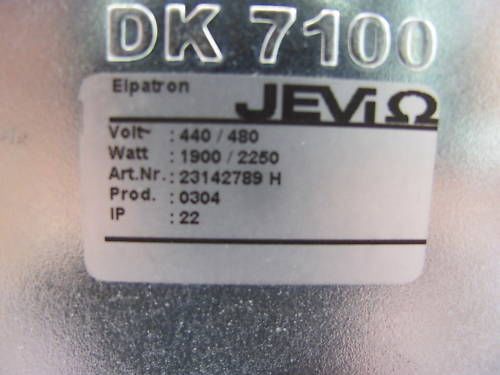 DK 7100
Elpatron JEVi Ω
Volt~ : 440 / 480
Watt : 1900 / 2250
Art.Nr. : 23142789 H
Prod. : 0304
IP : 22